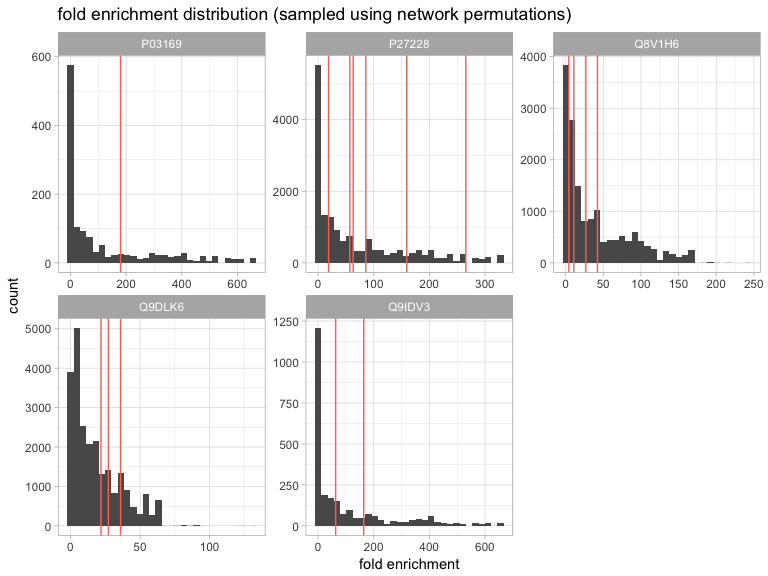 fold enrichment distribution (sampled using network permutations)
P03169
P27228
Q8V1H6
600
400
200
0
4000
2000
0
4000
3000
2000
1000
0
0 200 400 600
0 100 200 300
0 50 100 150 200 250
count
Q9DLK6
Q9IDV3
5000
4000
3000
2000
1000
0
1250
1000
750
500
250
0
0 50 100
0 200 400 600
fold enrichment